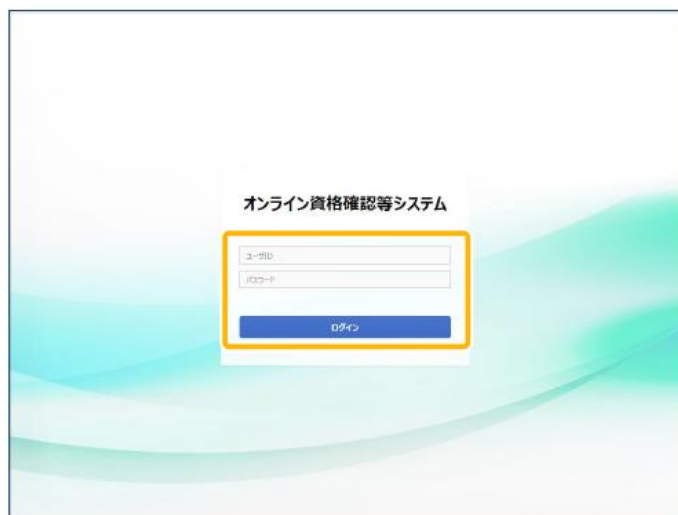 オンライン資格確認等システム
ユーザID
パスワード
ログイン